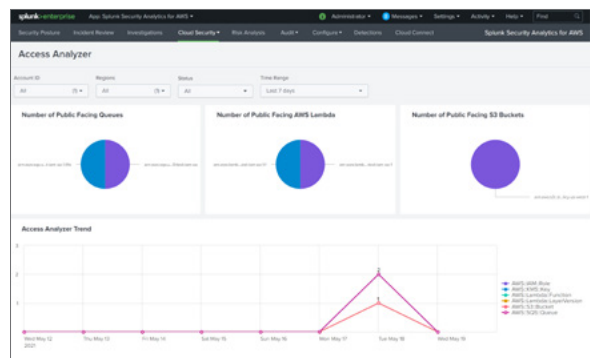 splunk>enterprise App: Splunk Security Analytics for AWS Administrator Messages Settings Activity Help Find
Security Posture Incident Review Investigations Cloud Security Risk Analysis Audit Configure Detections Cloud Connect Splunk Security Analytics for AWS
Access Analyzer
Account ID Regions Status Time Range
All All All Last 7 days
Number of Public Facing Queues Number of Public Facing AWS Lambda Number of Public Facing S3 Buckets
Access Analyzer Trend
3
2
1
2
1
AWS::IAM::Role
AWS::KMS::Key
AWS::Lambda::Function
AWS::Lambda::LayerVersion
AWS::S3::Bucket
AWS::SQS::Queue
Wed May 12 Thu May 13 Fri May 14 Sat May 15 Sun May 16 Mon May 17 Tue May 18 Wed May 19
2021